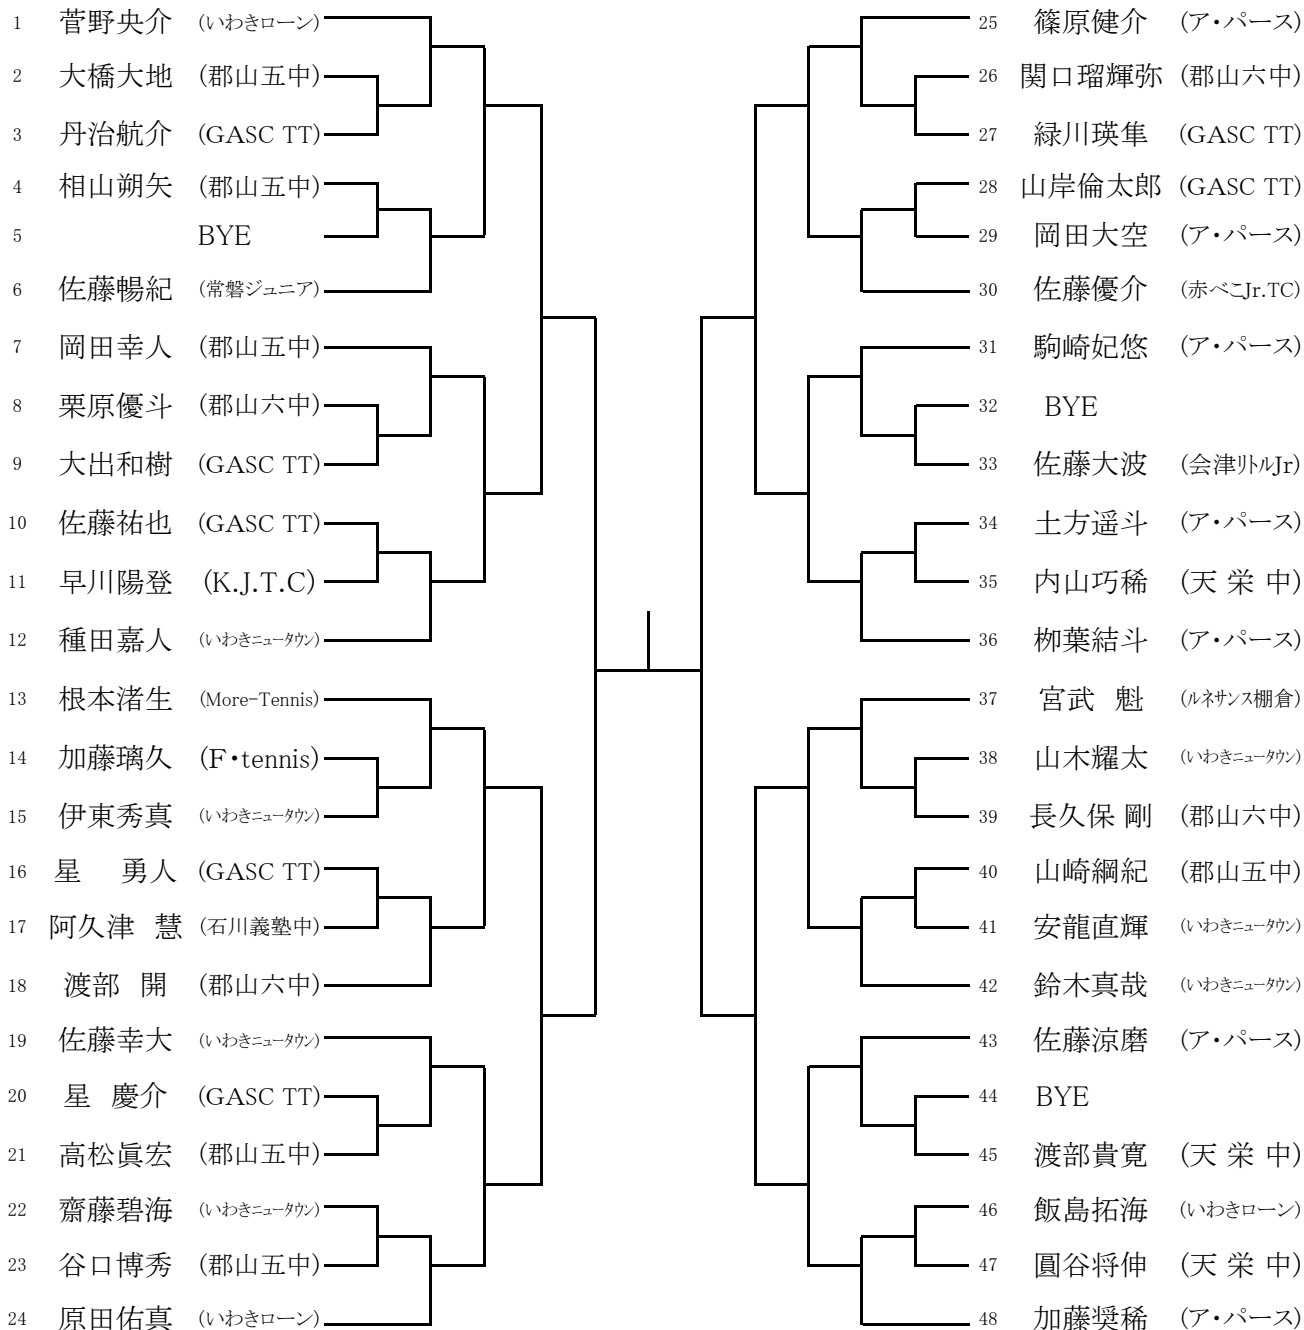 1 菅野央介 (いわきローン)
2 大橋大地 (郡山五中)
3 丹治航介 (GASC TT)
4 相山朔矢 (郡山五中)
5 BYE
6 佐藤暢紀 (常磐ジュニア)
7 岡田幸人 (郡山五中)
8 栗原優斗 (郡山六中)
9 大出和樹 (GASC TT)
10 佐藤祐也 (GASC TT)
11 早川陽登 (K.J.T.C)
12 種田嘉人 (いわきニュータウン)
13 根本渚生 (More-Tennis)
14 加藤璃久 (F・tennis)
15 伊東秀真 (いわきニュータウン)
16 星 勇人 (GASC TT)
17 阿久津 慧 (石川義塾中)
18 渡部 開 (郡山六中)
19 佐藤幸大 (いわきニュータウン)
20 星 慶介 (GASC TT)
21 高松眞宏 (郡山五中)
22 齋藤碧海 (いわきニュータウン)
23 谷口博秀 (郡山五中)
24 原田佑真 (いわきローン)
25 篠原健介 (ア・パース)
26 関口瑠輝弥 (郡山六中)
27 緑川瑛隼 (GASC TT)
28 山岸倫太郎 (GASC TT)
29 岡田大空 (ア・パース)
30 佐藤優介 (赤べこJr.TC)
31 駒崎妃悠 (ア・パース)
32 BYE
33 佐藤大波 (会津リトルJr)
34 土方遥斗 (ア・パース)
35 内山巧稀 (天 栄 中)
36 栁葉結斗 (ア・パース)
37 宮武 魁 (ルネサンス棚倉)
38 山木耀太 (いわきニュータウン)
39 長久保 剛 (郡山六中)
40 山崎綱紀 (郡山五中)
41 安龍直輝 (いわきニュータウン)
42 鈴木真哉 (いわきニュータウン)
43 佐藤涼磨 (ア・パース)
44 BYE
45 渡部貴寛 (天 栄 中)
46 飯島拓海 (いわきローン)
47 圓谷将伸 (天 栄 中)
48 加藤奨稀 (ア・パース)